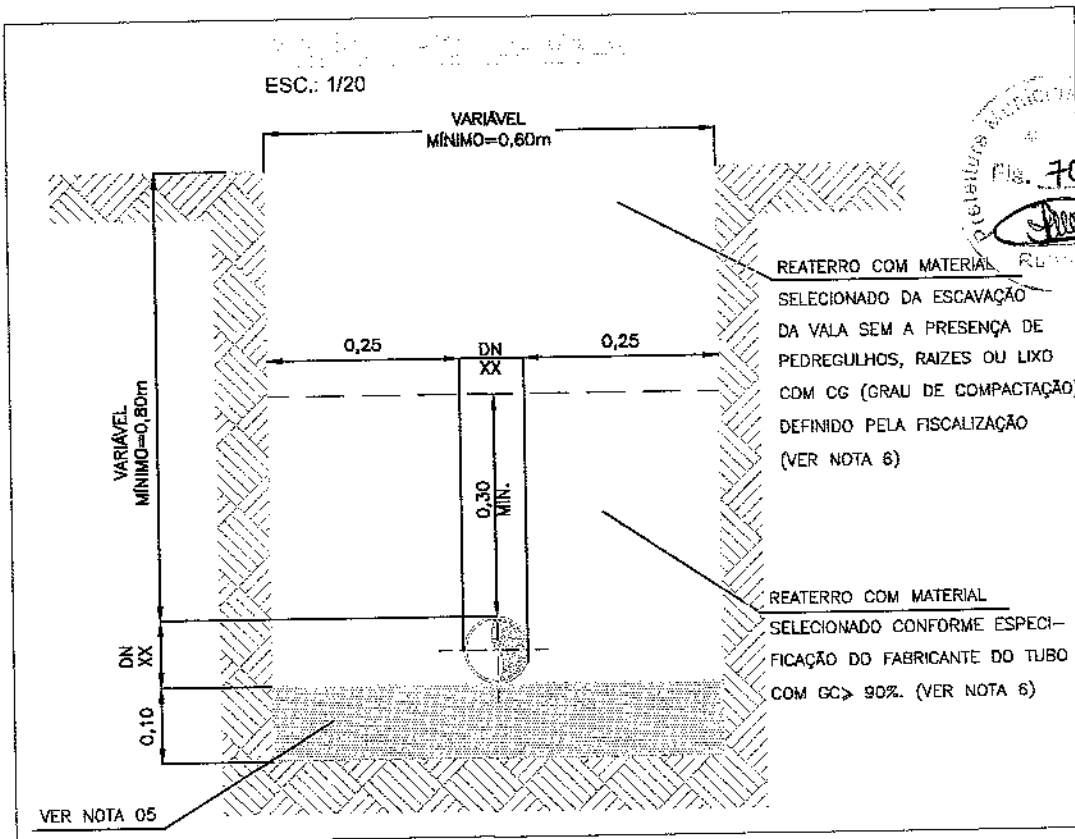 ESC.: 1/20
VARIÁVEL
MÍNIMO=0,60m
Fls. 70
REATERRO COM MATERIAL
SELECIONADO DA ESCAVAÇÃO
DA VALA SEM A PRESENÇA DE
PEDREGULHOS, RAIZES OU LIXO
COM CG (GRAU DE COMPACTAÇÃO)
DEFINIDO PELA FISCALIZAÇÃO
(VER NOTA 6)
0,25
DN
XX
0,25
VARIÁVEL
MÍNIMO=0,80m
0,30
MIN.
REATERRO COM MATERIAL
SELECIONADO CONFORME ESPECI-
FICAÇÃO DO FABRICANTE DO TUBO
COM GC> 90%. (VER NOTA 6)
DN
XX
0,10
VER NOTA 05